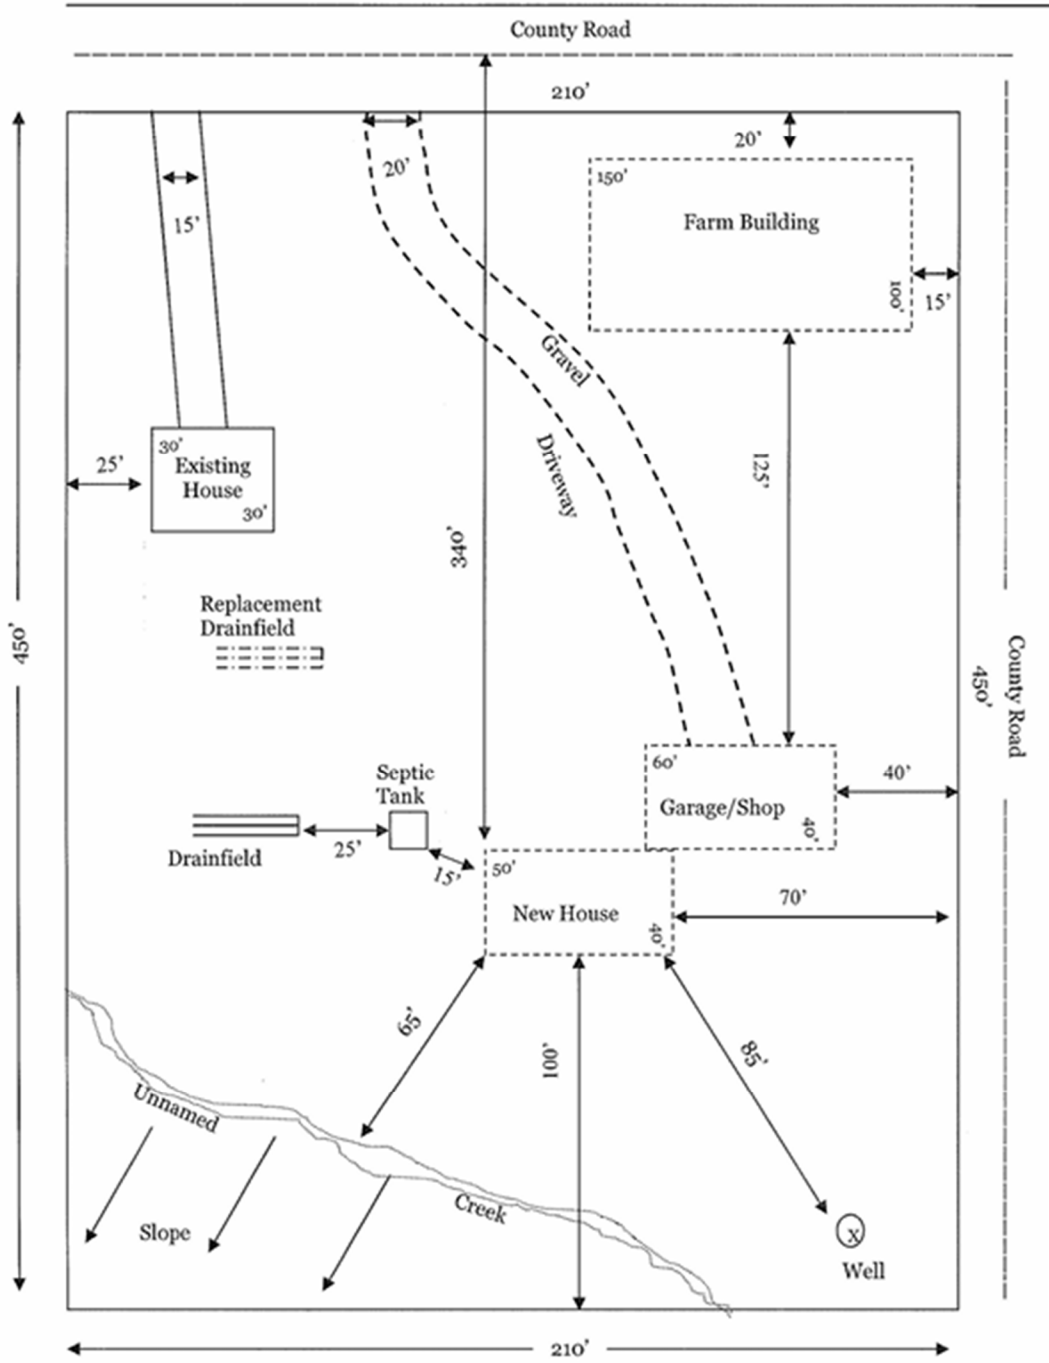 County Road
210'
20'
20'
150'
Farm Building
15'
100'
15'
Gravel
30'
Existing
House
30'
25'
Driveway
125'
340'
Replacement
Drainfield
450'
County Road
450'
Septic
Tank
60'
Garage/Shop
40'
40'
Drainfield
25'
15'
50'
New House
40'
70'
65'
100'
85'
Unnamed
Creek
Slope
X
Well
210'